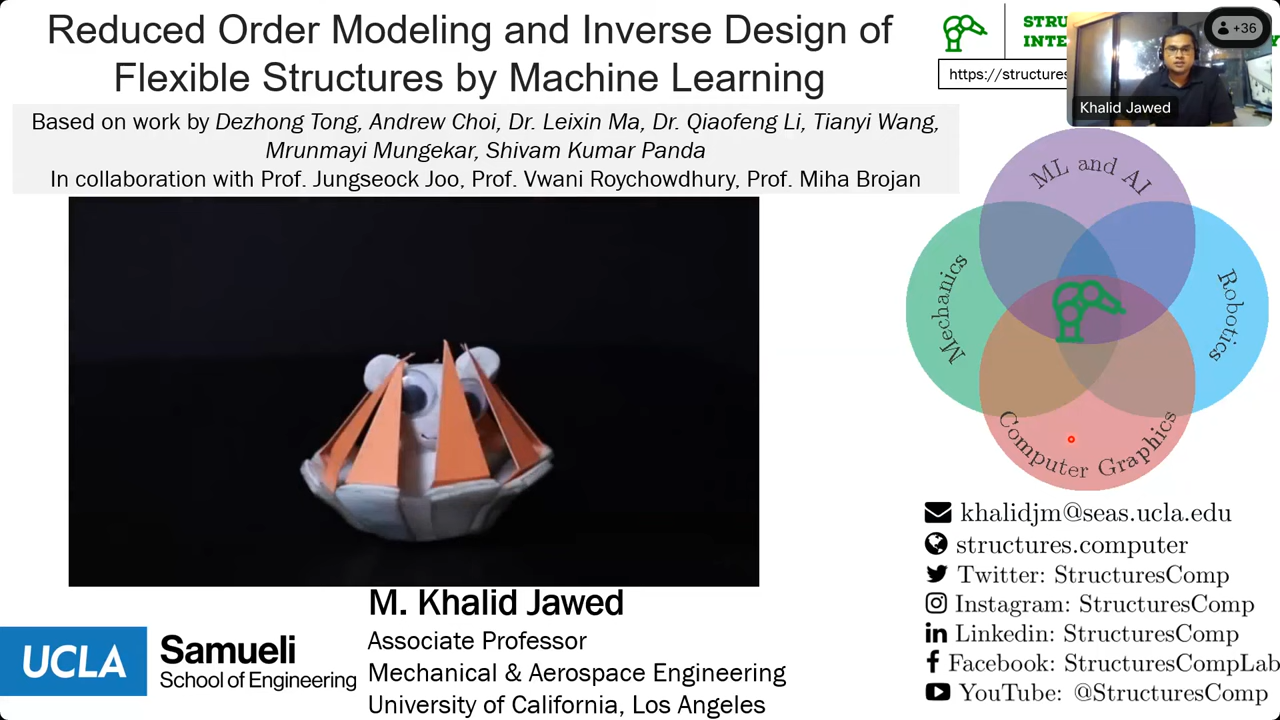 Reduced Order Modeling and Inverse Design of
Flexible Structures by Machine Learning
STRU
INTE
https://structures
+36
Khalid Jawed
Based on work by Dezhong Tong, Andrew Choi, Dr. Leixin Ma, Dr. Qiaofeng Li, Tianyi Wang,
Mrunmayi Mungekar, Shivam Kumar Panda
In collaboration with Prof. Jungseock Joo, Prof. Vwani Roychowdhury, Prof. Miha Brojan
ML and AI
Mechanics
Robotics
Computer Graphics
khalidjm@seas.ucla.edu
structures.computer
Twitter: StructuresComp
Instagram: StructuresComp
Linkedin: StructuresComp
Facebook: StructuresCompLab
YouTube: @StructuresComp
M. Khalid Jawed
Associate Professor
Mechanical & Aerospace Engineering
University of California, Los Angeles
UCLA
Samueli
School of Engineering